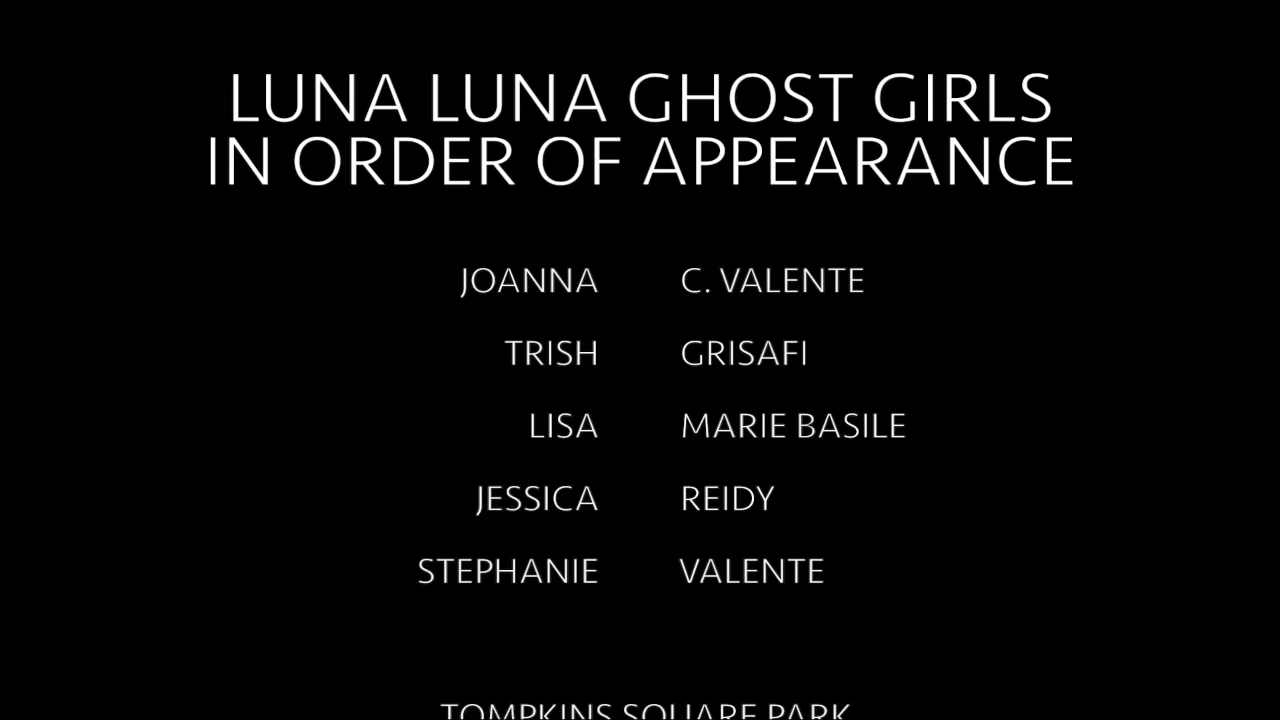 LUNA LUNA GHOST GIRLS
IN ORDER OF APPEARANCE
JOANNA C. VALENTE
TRISH GRISAFI
LISA MARIE BASILE
JESSICA REIDY
STEPHANIE VALENTE
TOMPKINS SQUARE PARK